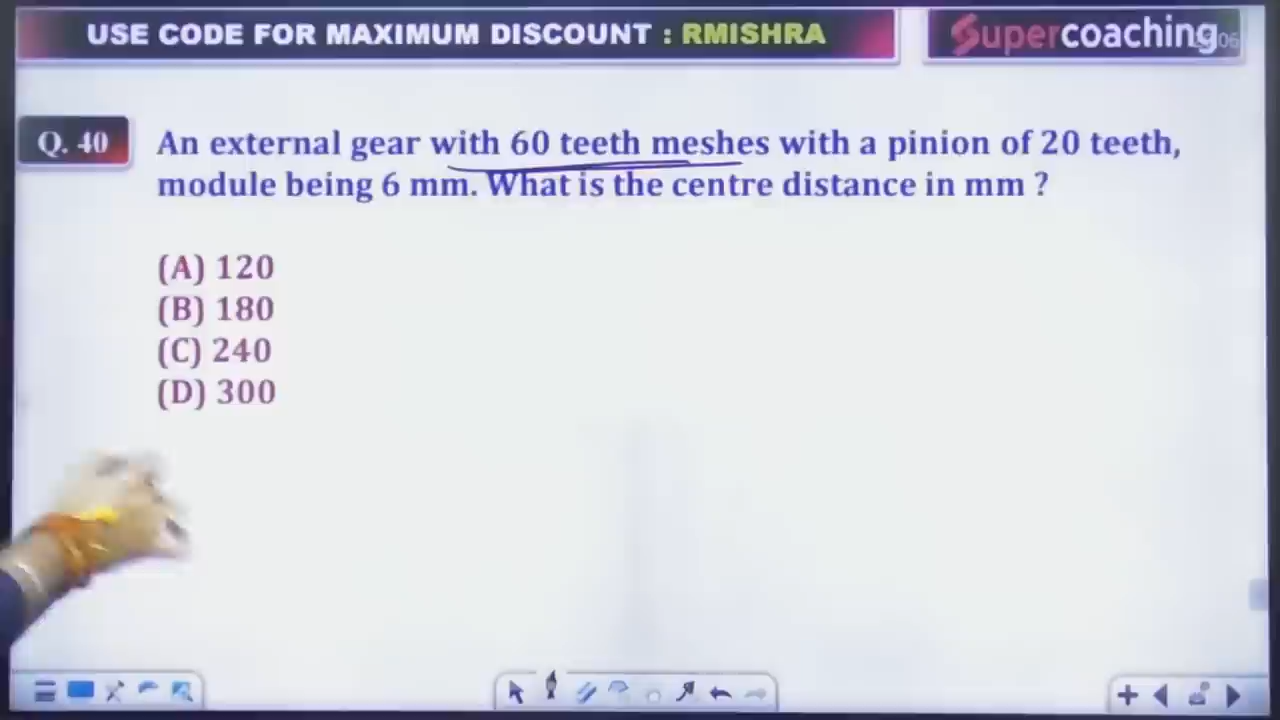 USE CODE FOR MAXIMUM DISCOUNT : RMISHRA
Supercoaching
Q. 40
An external gear with 60 teeth meshes with a pinion of 20 teeth,
module being 6 mm. What is the centre distance in mm ?
(A) 120
(B) 180
(C) 240
(D) 300